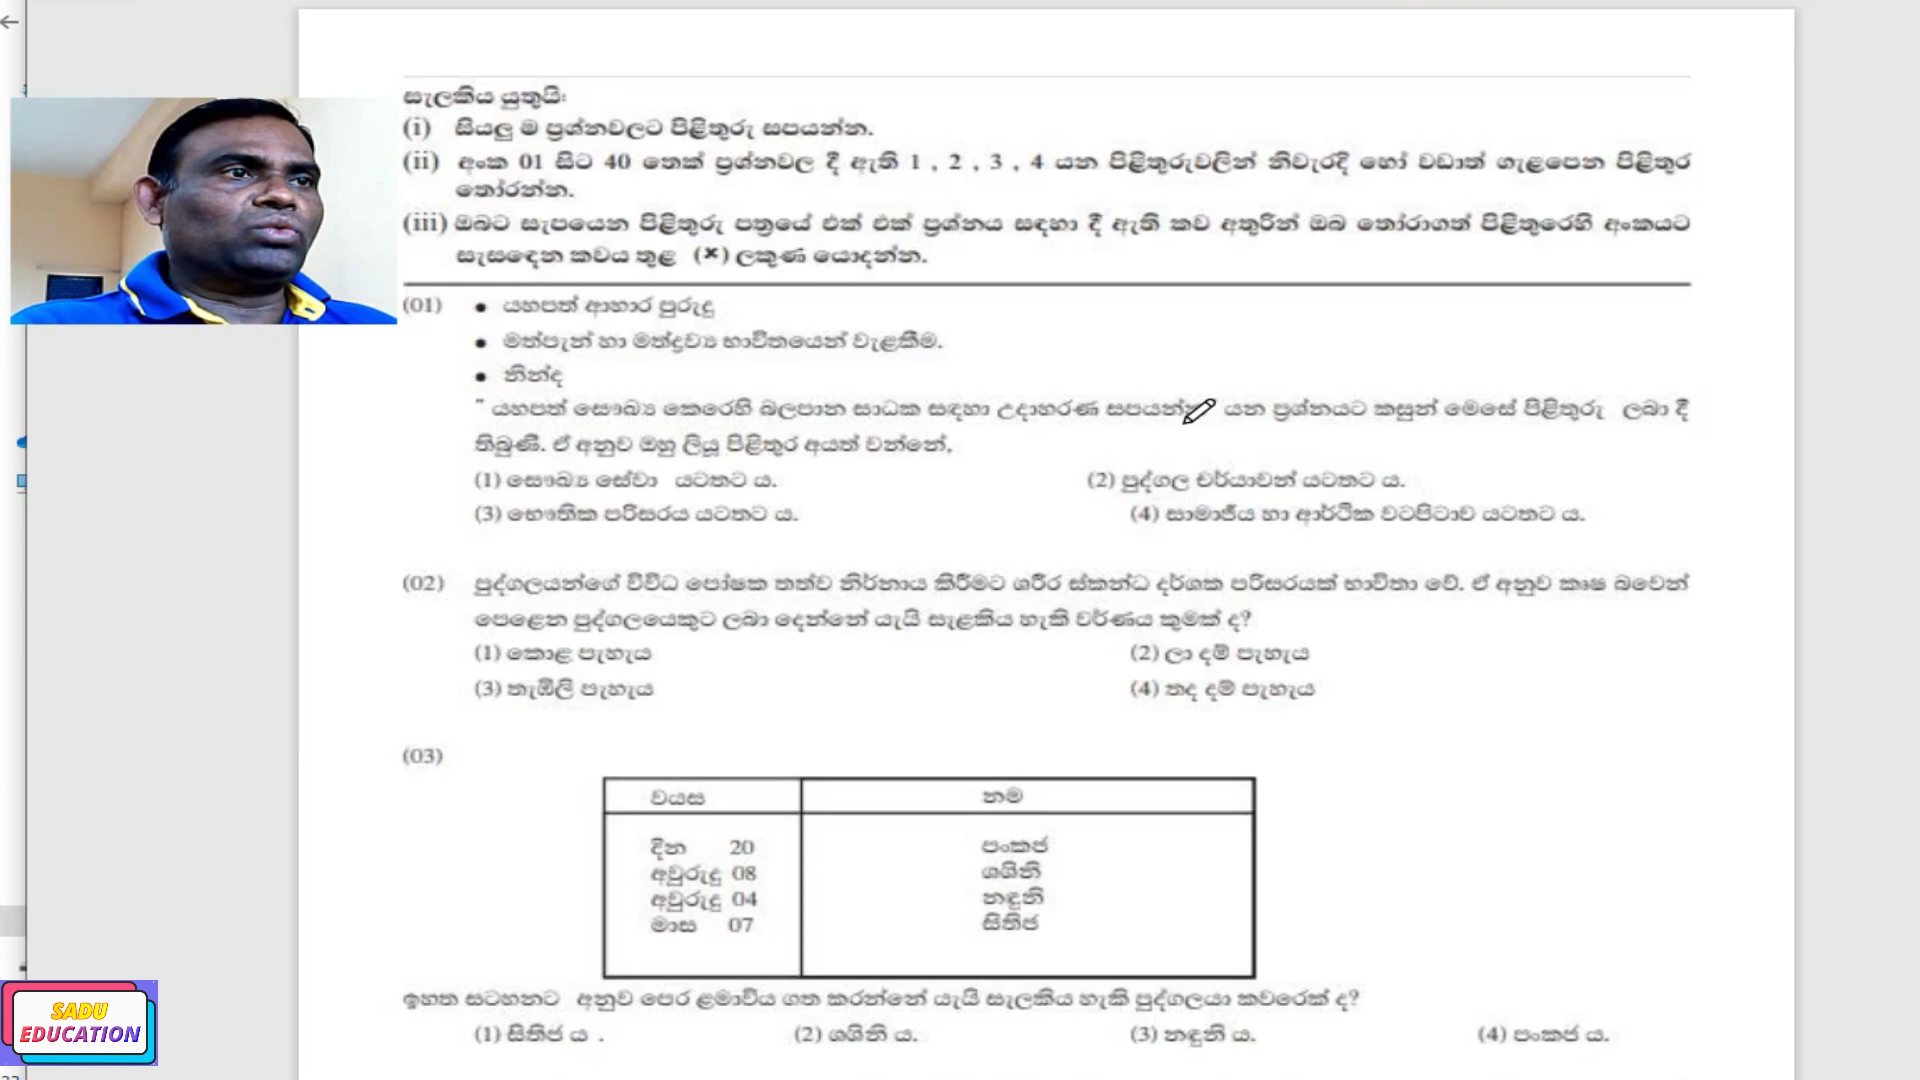 සැලකිය යුතුයි:
(i) සියලු ම ප්‍රශ්නවලට පිළිතුරු සපයන්න.
(ii) අංක 01 සිට 40 තෙක් ප්‍රශ්නවල දී ඇති 1 , 2 , 3 , 4 යන පිළිතුරුවලින් නිවැරදි හෝ වඩාත් ගැළපෙන පිළිතුර
තෝරන්න.
(iii) ඔබට සැපයෙන පිළිතුරු පත්‍රයේ එක් එක් ප්‍රශ්නය සඳහා දී ඇති කව අතුරින් ඔබ තෝරාගත් පිළිතුරෙහි අංකයට
සැසඳෙන කවය තුළ (×) ලකුණ යොදන්න.
(01) • යහපත් ආහාර පුරුදු
• මත්පැන් හා මත්ද්‍රව්‍ය භාවිතයෙන් වැළකීම.
• නින්ද
" යහපත් සෞඛ්‍ය කෙරෙහි බලපාන සාධක සඳහා උදාහරණ සපයන්න යන ප්‍රශ්නයට කසුන් මෙසේ පිළිතුරු ලබා දී
තිබුණි. ඒ අනුව ඔහු ලියූ පිළිතුර අයත් වන්නේ,
(1) සෞඛ්‍ය සේවා යටතට ය. (2) පුද්ගල චර්යාවන් යටතට ය.
(3) භෞතික පරිසරය යටතට ය. (4) සාමාජීය හා ආර්ථික වටපිටාව යටතට ය.
(02) පුද්ගලයන්ගේ විවිධ පෝෂක තත්ව නිර්නාය කිරීමට ශරීර ස්කන්ධ දර්ශක පරිසරයක් භාවිතා වේ. ඒ අනුව කෘෂ බවෙන්
පෙළෙන පුද්ගලයෙකුට ලබා දෙන්නේ යැයි සැළකිය හැකි වර්ණය කුමක් ද?
(1) කොළ පැහැය (2) ලා දම් පැහැය
(3) තැඹිලි පැහැය (4) තද දම් පැහැය
(03)
වයස නම
දින 20 පංකජ
අවුරුදු 08 ශශිනි
අවුරුදු 04 නඳුනි
මාස 07 සිතිජ
ඉහත සටහනට අනුව පෙර ළමාවිය ගත කරන්නේ යැයි සැලකිය හැකි පුද්ගලයා කවරෙක් ද?
(1) සිතිජ ය . (2) ශශිනි ය. (3) නඳුනි ය. (4) පංකජ ය.
SADU
EDUCATION